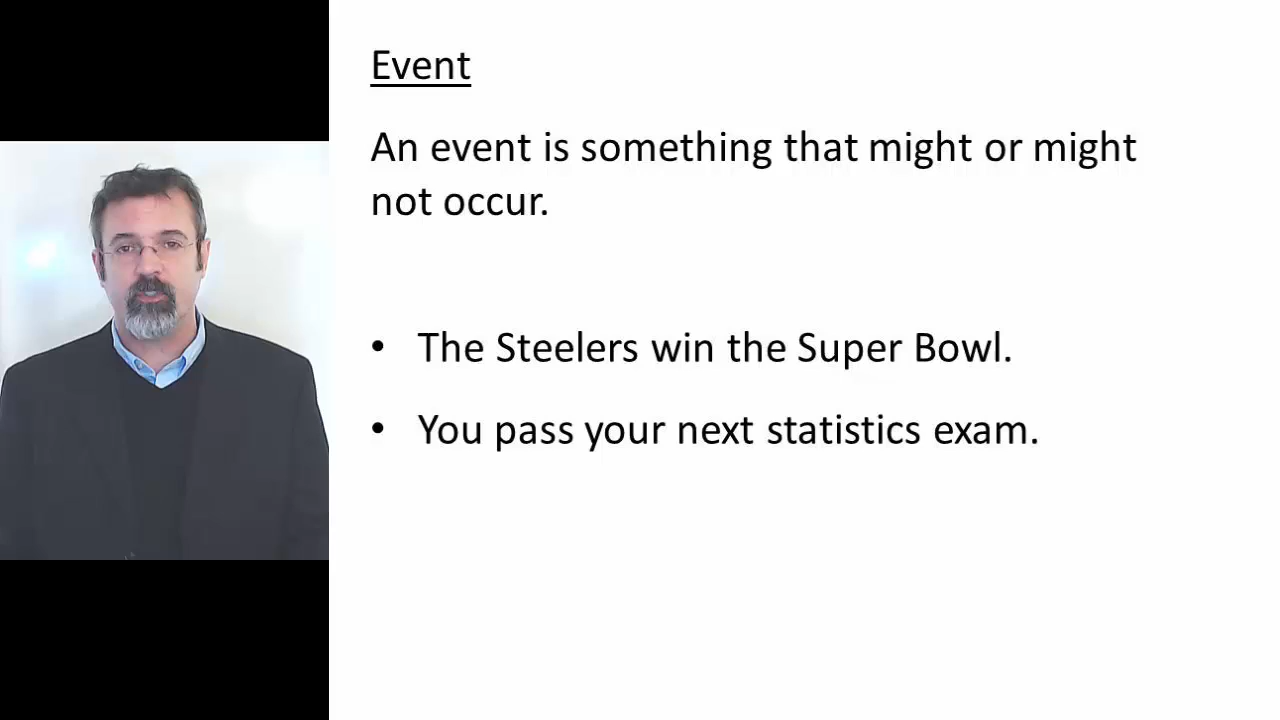 Event
An event is something that might or might
not occur.
• The Steelers win the Super Bowl.
• You pass your next statistics exam.